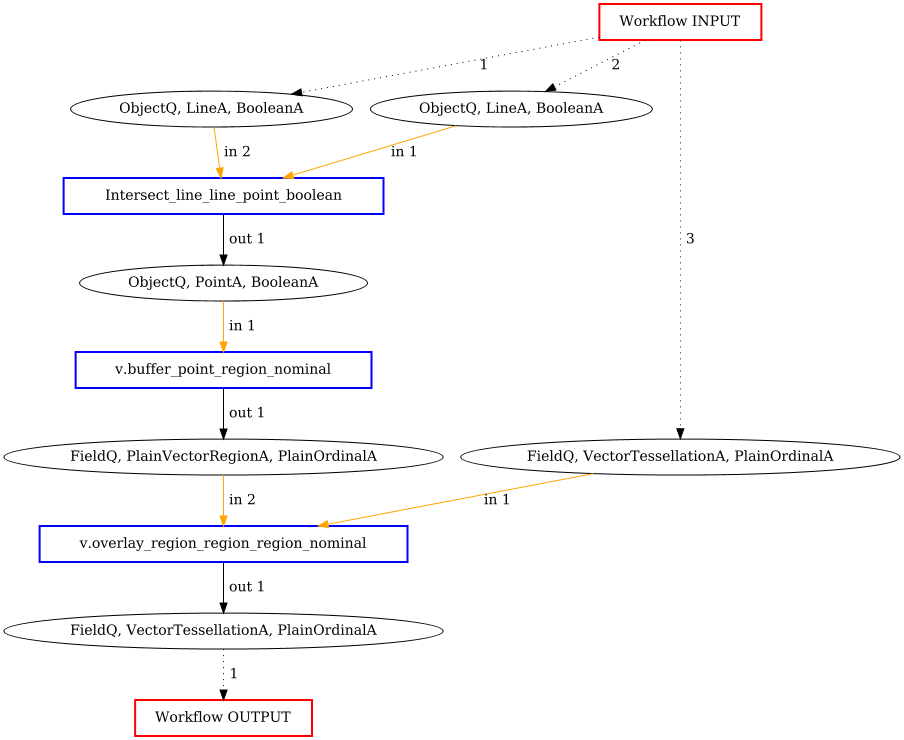 Workflow INPUT
1
2
ObjectQ, LineA, BooleanA
ObjectQ, LineA, BooleanA
in 2
in 1
Intersect_line_line_point_boolean
out 1
3
ObjectQ, PointA, BooleanA
in 1
v.buffer_point_region_nominal
out 1
FieldQ, PlainVectorRegionA, PlainOrdinalA
FieldQ, VectorTessellationA, PlainOrdinalA
in 2
in 1
v.overlay_region_region_region_nominal
out 1
FieldQ, VectorTessellationA, PlainOrdinalA
1
Workflow OUTPUT